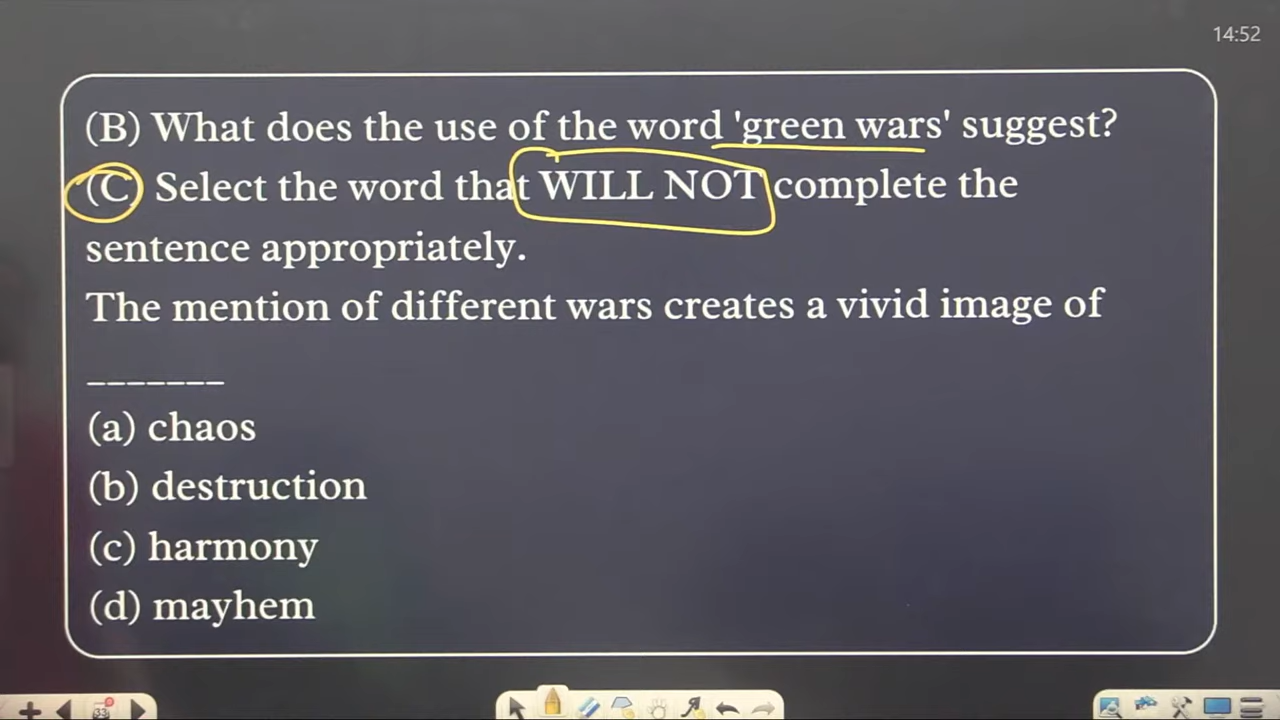 14:52
(B) What does the use of the word 'green wars' suggest?
(C) Select the word that WILL NOT complete the
sentence appropriately.
The mention of different wars creates a vivid image of
_______
(a) chaos
(b) destruction
(c) harmony
(d) mayhem
33